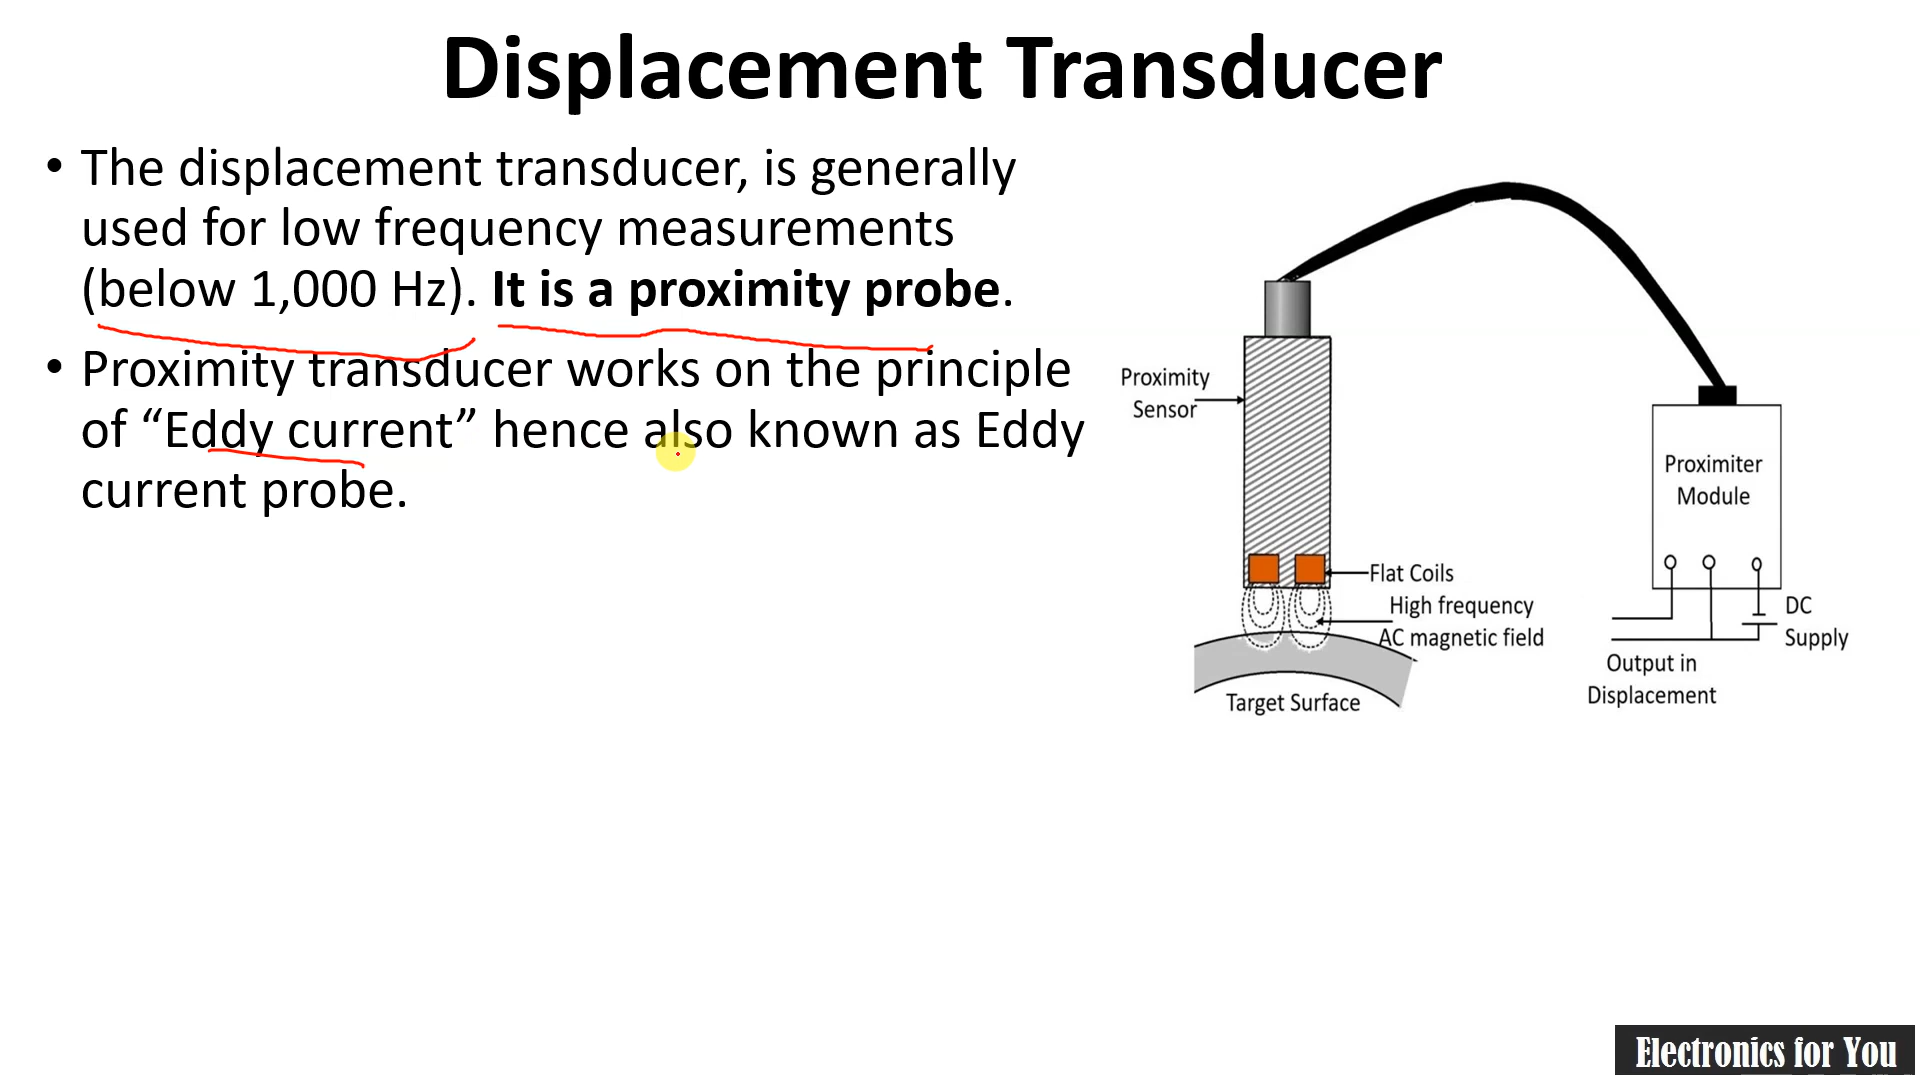 Displacement Transducer
• The displacement transducer, is generally
used for low frequency measurements
(below 1,000 Hz). It is a proximity probe.
• Proximity transducer works on the principle
of “Eddy current” hence also known as Eddy
current probe.
Proximity
Sensor
Flat Coils
High frequency
AC magnetic field
Target Surface
Proximiter
Module
DC
Supply
Output in
Displacement
Electronics for You